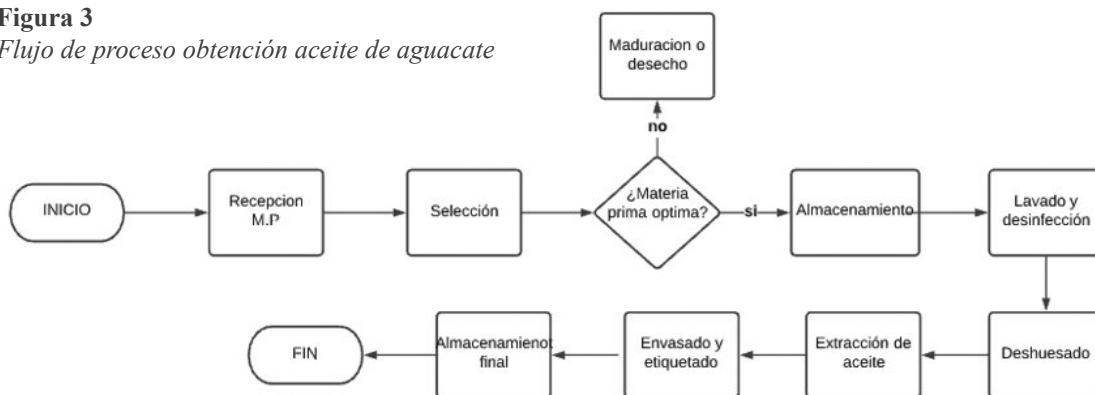 Figura 3
Flujo de proceso obtención aceite de aguacate
Maduracion o
desecho
no
INICIO
Recepcion
M.P
Selección
¿Materia
prima optima?
si
Almacenamiento
Lavado y
desinfección
Deshuesado
Extracción de
aceite
Envasado y
etiquetado
Almacenamienot
final
FIN